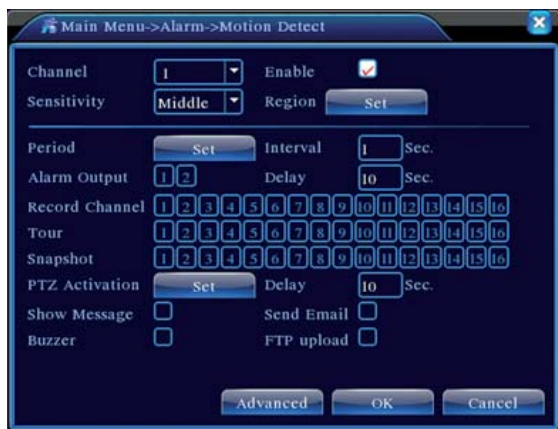 Main Menu->Alarm->Motion Detect
Channel 1 Enable
Sensitivity Middle Region Set
Period Set Interval 1 Sec.
Alarm Output 1 2 Delay 10 Sec.
Record Channel 1 2 3 4 5 6 7 8 9 10 11 12 13 14 15 16
Tour 1 2 3 4 5 6 7 8 9 10 11 12 13 14 15 16
Snapshot 1 2 3 4 5 6 7 8 9 10 11 12 13 14 15 16
PTZ Activation Set Delay 10 Sec.
Show Message Send Email
Buzzer FTP upload
Advanced OK Cancel